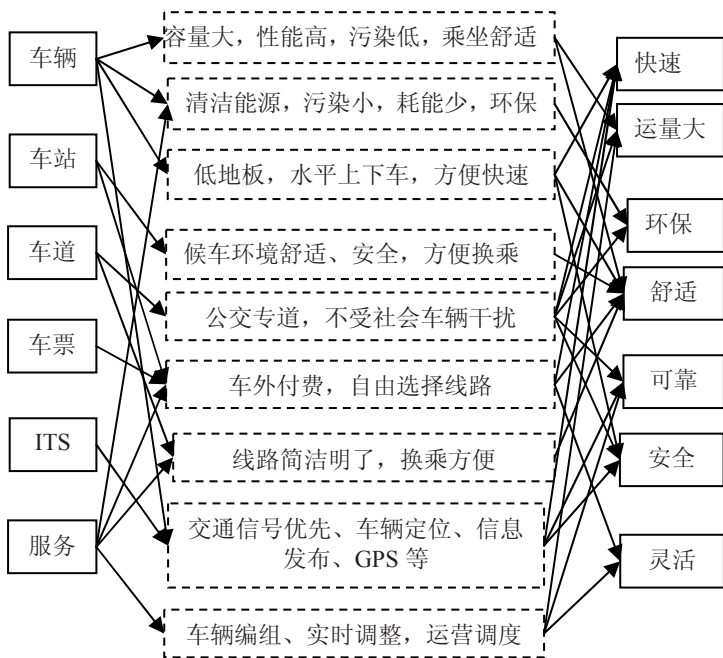 车辆
车站
车道
车票
ITS
服务
容量大，性能高，污染低，乘坐舒适
清洁能源，污染小，耗能少，环保
低地板，水平上下车，方便快速
候车环境舒适、安全，方便换乘
公交专道，不受社会车辆干扰
车外付费，自由选择线路
线路简洁明了，换乘方便
交通信号优先、车辆定位、信息
发布、GPS 等
车辆编组、实时调整，运营调度
快速
运量大
环保
舒适
可靠
安全
灵活